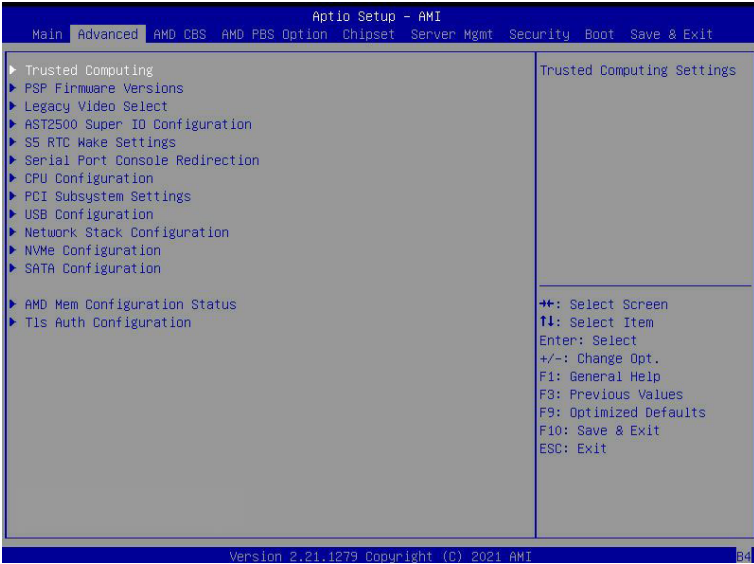 Aptio Setup - AMI
Main Advanced AMD CBS AMD PBS Option Chipset Server Mgmt Security Boot Save & Exit
Trusted Computing
PSP Firmware Versions
Legacy Video Select
AST2500 Super IO Configuration
S5 RTC Wake Settings
Serial Port Console Redirection
CPU Configuration
PCI Subsystem Settings
USB Configuration
Network Stack Configuration
NVMe Configuration
SATA Configuration
AMD Mem Configuration Status
Tls Auth Configuration
Trusted Computing Settings
→←: Select Screen
↑↓: Select Item
Enter: Select
+/-: Change Opt.
F1: General Help
F3: Previous Values
F9: Optimized Defaults
F10: Save & Exit
ESC: Exit
Version 2.21.1279 Copyright (C) 2021 AMI
B4